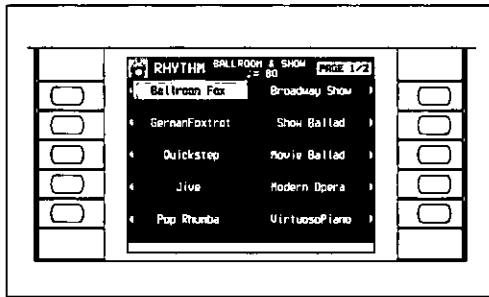 RHYTHM BALLROOM & SHOW PAGE 1/2
♩= 80
Ballroom Fox Broadway Show
GermanFoxtrot Show Ballad
Quickstep Movie Ballad
Jive Modern Opera
Pop Rhumba VirtuosoPiano